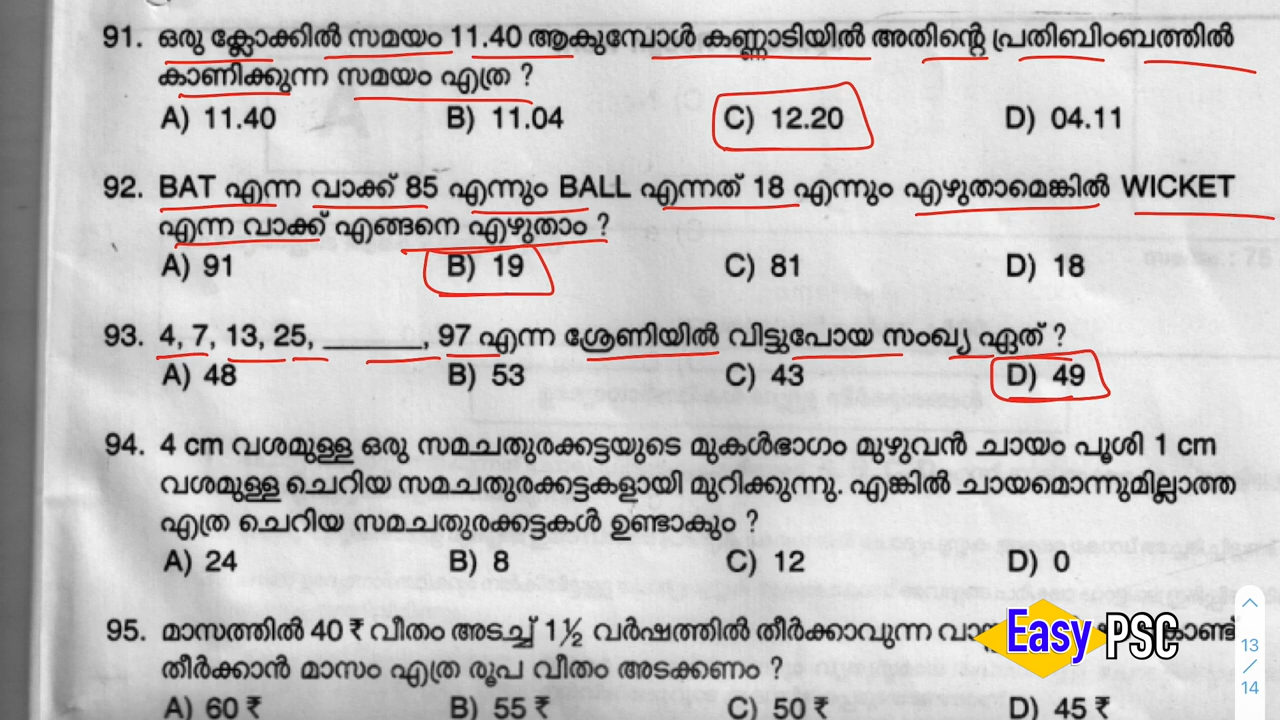 91. ഒരു ക്ലോക്കിൽ സമയം 11.40 ആകുമ്പോൾ കണ്ണാടിയിൽ അതിന്റെ പ്രതിബിംബത്തിൽ
കാണിക്കുന്ന സമയം എത്ര ?
A) 11.40 B) 11.04 C) 12.20 D) 04.11
92. BAT എന്ന വാക്ക് 85 എന്നും BALL എന്നത് 18 എന്നും എഴുതാമെങ്കിൽ WICKET
എന്ന വാക്ക് എങ്ങനെ എഴുതാം ?
A) 91 B) 19 C) 81 D) 18
93. 4, 7, 13, 25, ______, 97 എന്ന ശ്രേണിയിൽ വിട്ടുപോയ സംഖ്യ ഏത് ?
A) 48 B) 53 C) 43 D) 49
94. 4 cm വശമുള്ള ഒരു സമചതുരക്കട്ടയുടെ മുകൾഭാഗം മുഴുവൻ ചായം പൂശി 1 cm
വശമുള്ള ചെറിയ സമചതുരക്കട്ടകളായി മുറിക്കുന്നു. എങ്കിൽ ചായമൊന്നുമില്ലാത്ത
എത്ര ചെറിയ സമചതുരക്കട്ടകൾ ഉണ്ടാകും ?
A) 24 B) 8 C) 12 D) 0
95. മാസത്തിൽ 40 ₹ വീതം അടച്ച് 1½ വർഷത്തിൽ തീർക്കാവുന്ന
തീർക്കാൻ മാസം എത്ര രൂപ വീതം അടക്കണം ?
A) 60 ₹ B) 55 ₹ C) 50 ₹ D) 45 ₹
Easy PSC
13
/
14